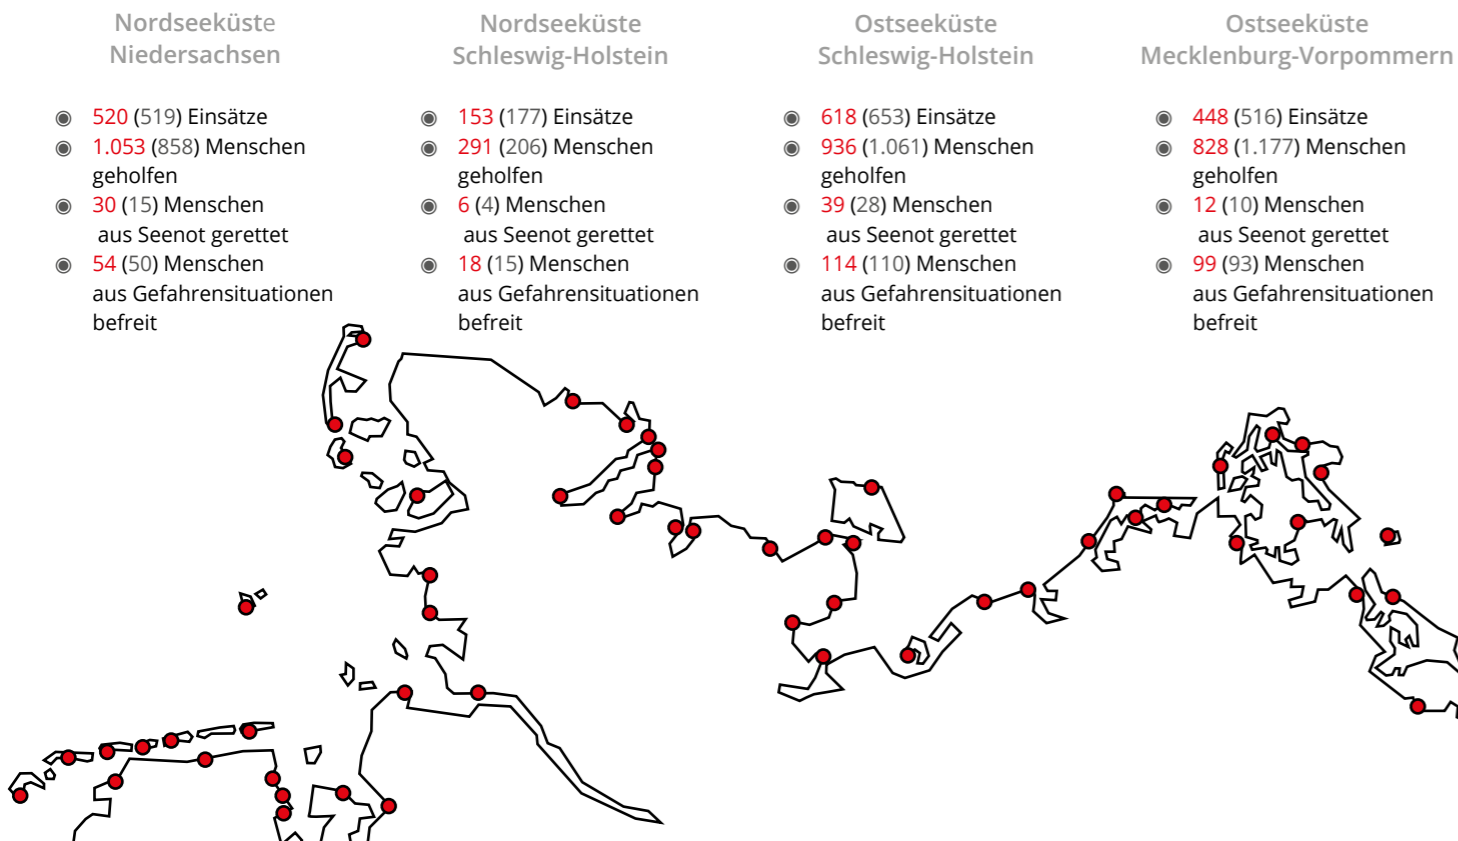 Nordseeküste
Niedersachsen
520 (519) Einsätze
1.053 (858) Menschen
geholfen
30 (15) Menschen
aus Seenot gerettet
54 (50) Menschen
aus Gefahrensituationen
befreit
Nordseeküste
Schleswig-Holstein
153 (177) Einsätze
291 (206) Menschen
geholfen
6 (4) Menschen
aus Seenot gerettet
18 (15) Menschen
aus Gefahrensituationen
befreit
Ostseeküste
Schleswig-Holstein
618 (653) Einsätze
936 (1.061) Menschen
geholfen
39 (28) Menschen
aus Seenot gerettet
114 (110) Menschen
aus Gefahrensituationen
befreit
Ostseeküste
Mecklenburg-Vorpommern
448 (516) Einsätze
828 (1.177) Menschen
geholfen
12 (10) Menschen
aus Seenot gerettet
99 (93) Menschen
aus Gefahrensituationen
befreit